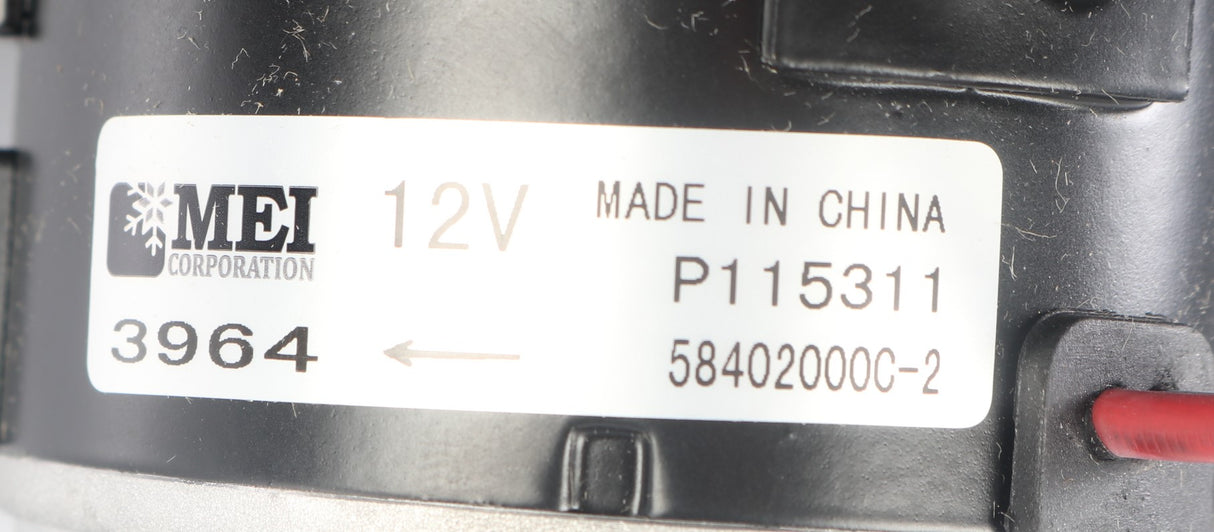 MEI
CORPORATION
12V
MADE IN CHINA
P115311
3964
58402000C-2